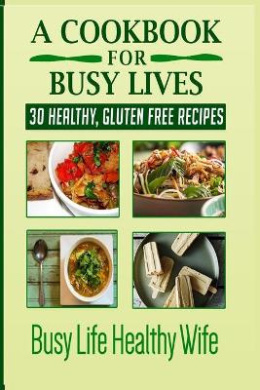 A COOKBOOK
FOR
BUSY LIVES
30 HEALTHY, GLUTEN FREE RECIPES
Busy Life Healthy Wife